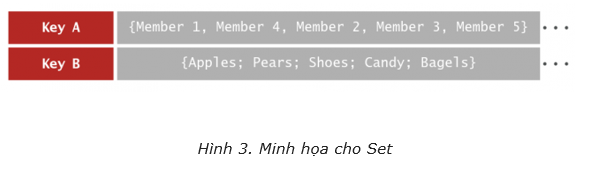 Key A {Member 1, Member 4, Member 2, Member 3, Member 5} ...
Key B {Apples; Pears; Shoes; Candy; Bagels} ...
Hình 3. Minh họa cho Set